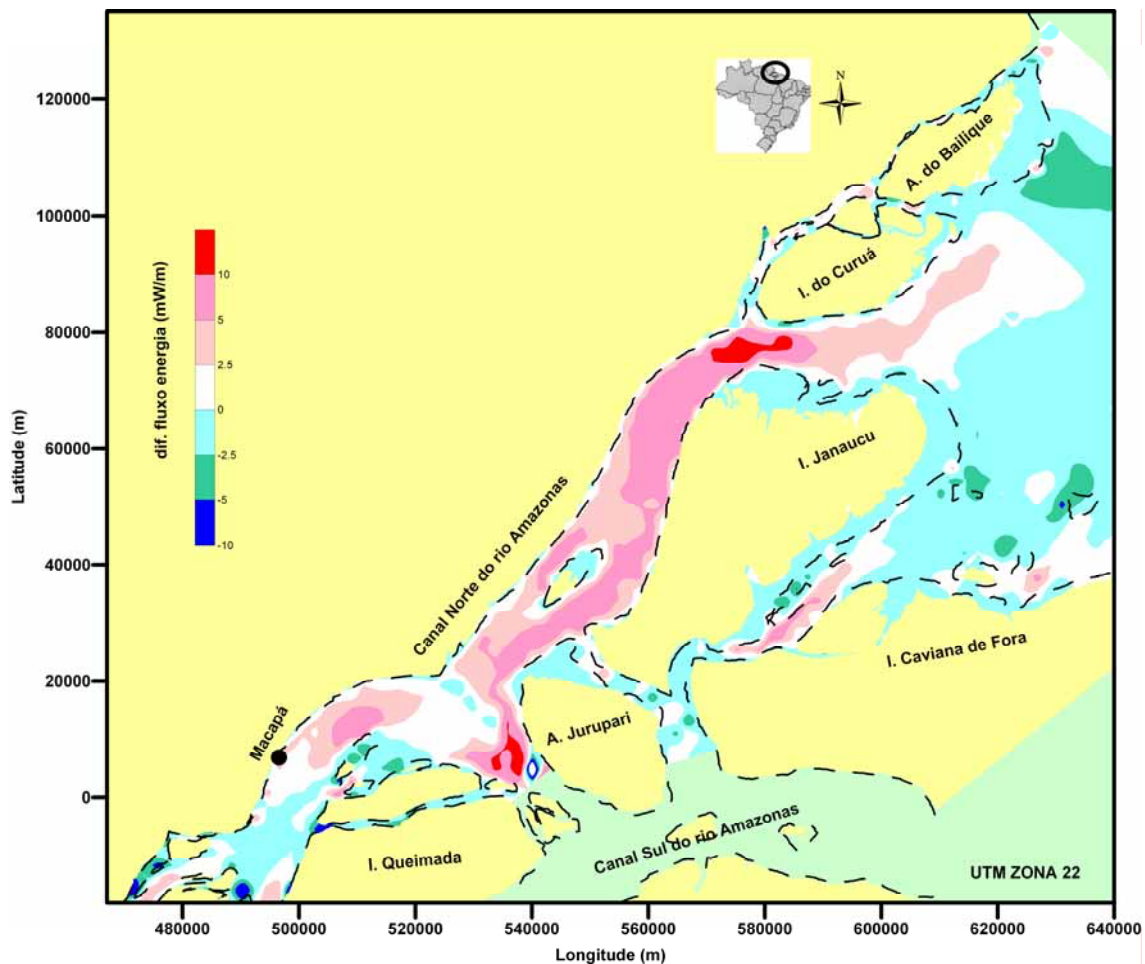 N
120000
100000
80000
60000
40000
20000
0
Latitude (m)
dif. fluxo energia (mW/m)
10
5
2.5
0
-2.5
-5
-10
A. do Bailique
I. do Curuá
I. Janaucu
Canal Norte do rio Amazonas
I. Caviana de Fora
Macapá
A. Jurupari
Canal Sul do rio Amazonas
I. Queimada
UTM ZONA 22
480000
500000
520000
540000
560000
580000
600000
620000
640000
Longitude (m)